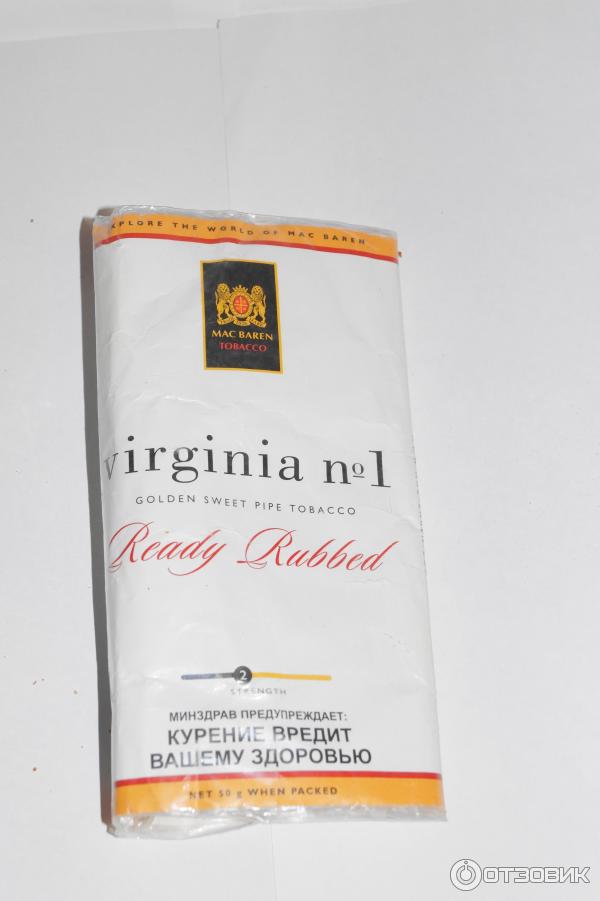 XPLORE THE WORLD OF MAC BAREN
MAC BAREN
TOBACCO
virginia nº1
GOLDEN SWEET PIPE TOBACCO
Ready Rubbed
2
STRENGTH
МИНЗДРАВ ПРЕДУПРЕЖДАЕТ:
КУРЕНИЕ ВРЕДИТ
ВАШЕМУ ЗДОРОВЬЮ
NET 50 g WHEN PACKED
ОТЗОВИК